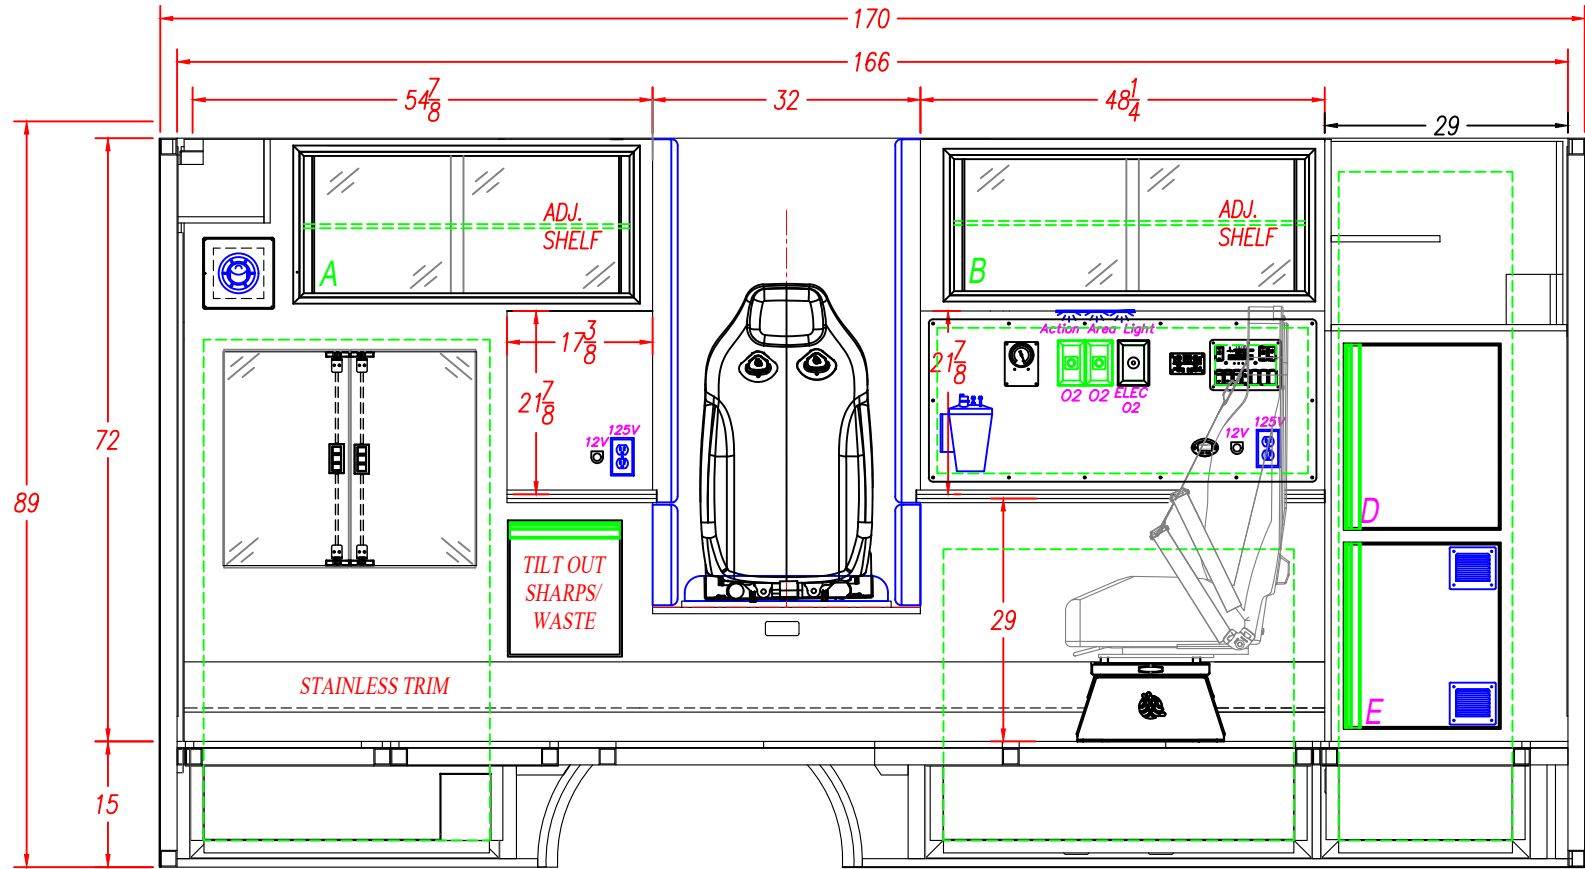 170
166
54 7/8
32
48 1/4
29
ADJ.
SHELF
A
ADJ.
SHELF
B
Action Area Light
17 3/8
21 7/8
21 7/8
O2 O2 ELEC
O2
12V 125V
12V 125V
72
89
D
TILT OUT
SHARPS/
WASTE
29
STAINLESS TRIM
E
15